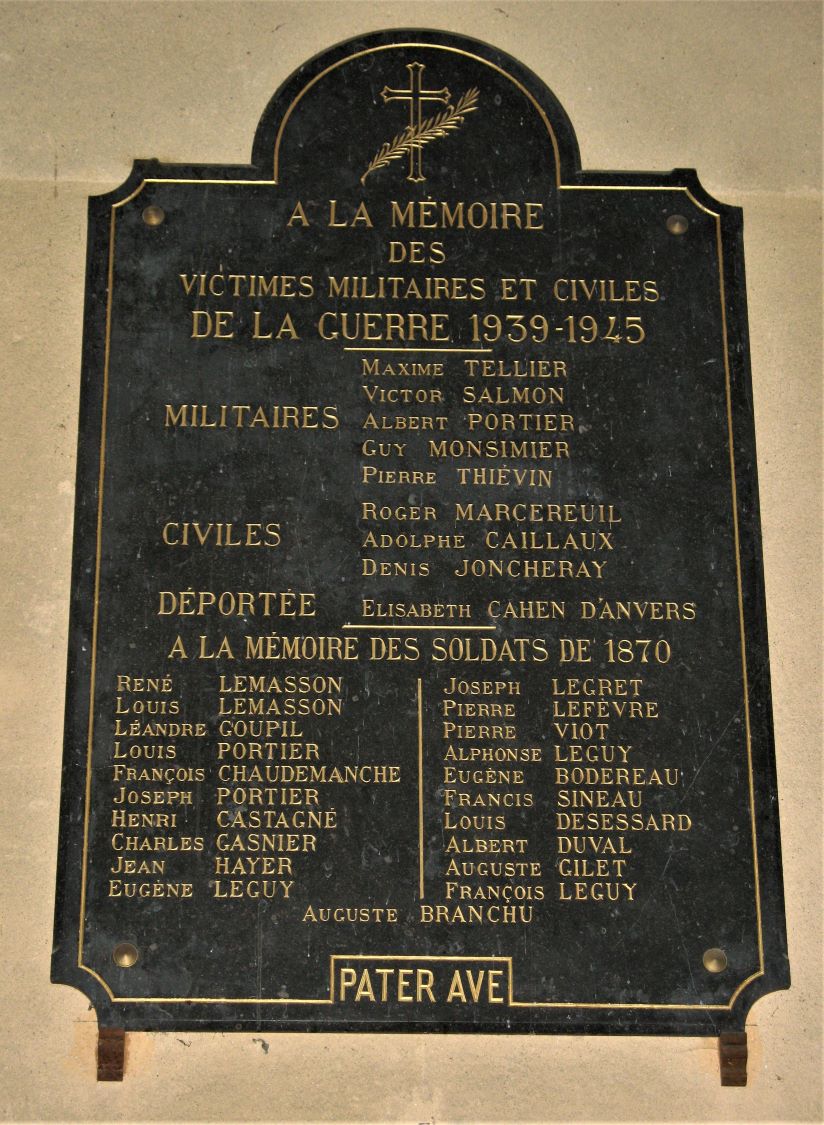 A LA MÉMOIRE
DES
VICTIMES MILITAIRES ET CIVILES
DE LA GUERRE 1939-1945
MILITAIRES
MAXIME TELLIER
VICTOR SALMON
ALBERT PORTIER
GUY MONSIMIER
PIERRE THIÉVIN
CIVILES
ROGER MARCEREUIL
ADOLPHE CAILLAUX
DENIS JONCHERAY
DÉPORTÉE ELISABETH CAHEN D'ANVERS
A LA MÉMOIRE DES SOLDATS DE 1870
RENÉ LEMASSON
LOUIS LEMASSON
LÉANDRE GOUPIL
LOUIS PORTIER
FRANÇOIS CHAUDEMANCHE
JOSEPH PORTIER
HENRI CASTAGNÉ
CHARLES GASNIER
JEAN HAYER
EUGÈNE LEGUY
JOSEPH LEGRET
PIERRE LEFÈVRE
PIERRE VIOT
ALPHONSE LEGUY
EUGÈNE BODEREAU
FRANCIS SINEAU
LOUIS DESESSARD
ALBERT DUVAL
AUGUSTE GILET
FRANÇOIS LEGUY
AUGUSTE BRANCHU
PATER AVE